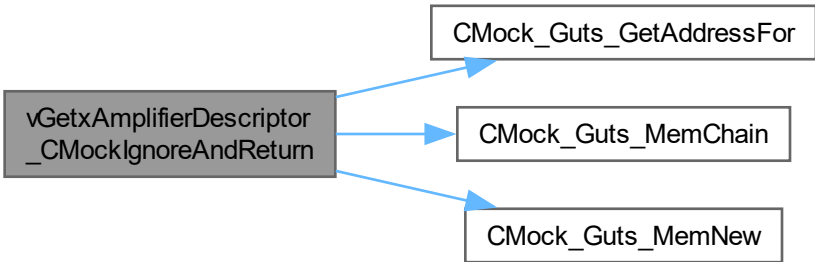 vGetxAmplifierDescriptor
_CMockIgnoreAndReturn
CMock_Guts_GetAddressFor
CMock_Guts_MemChain
CMock_Guts_MemNew